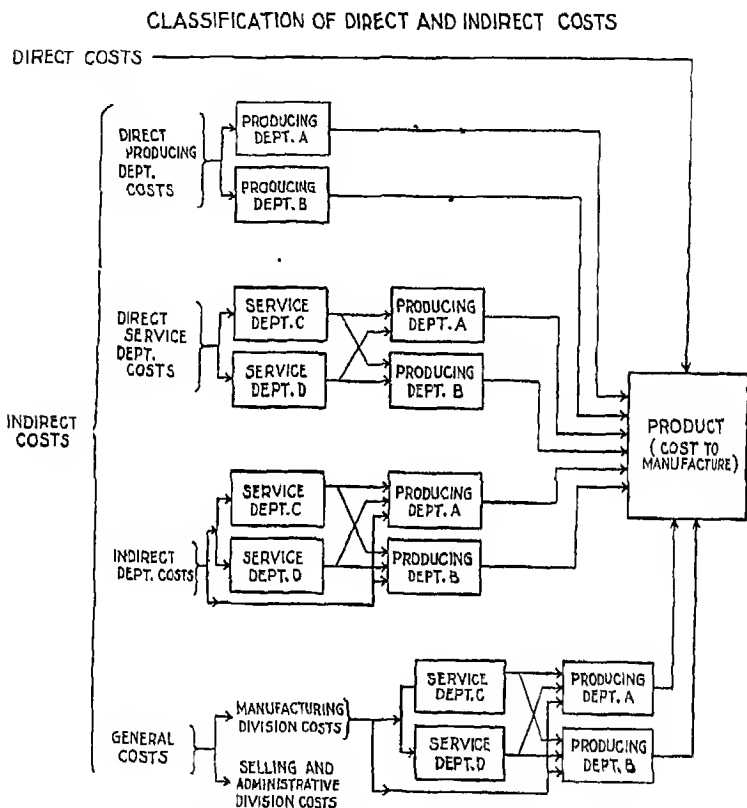 CLASSIFICATION OF DIRECT AND INDIRECT COSTS
DIRECT COSTS
DIRECT
PRODUCING
DEPT.
COSTS
PRODUCING
DEPT. A
PRODUCING
DEPT. B
DIRECT
SERVICE
DEPT.
COSTS
SERVICE
DEPT. C
SERVICE
DEPT. D
PRODUCING
DEPT. A
PRODUCING
DEPT. B
INDIRECT
COSTS
PRODUCT
(COST TO
MANUFACTURE)
INDIRECT
DEPT. COSTS
SERVICE
DEPT. C
SERVICE
DEPT. D
PRODUCING
DEPT. A
PRODUCING
DEPT. B
GENERAL
COSTS
MANUFACTURING
DIVISION COSTS
SELLING AND
ADMINISTRATIVE
DIVISION COSTS
SERVICE
DEPT. C
SERVICE
DEPT. D
PRODUCING
DEPT. A
PRODUCING
DEPT. B